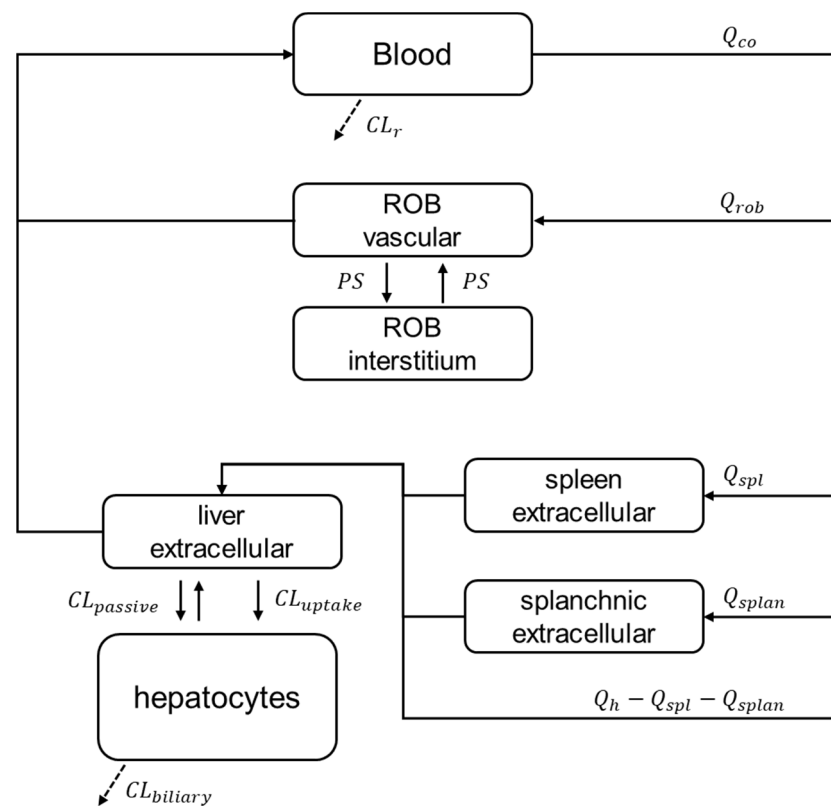 Blood
Q_co
CL_r
ROB
vascular
Q_rob
PS
PS
ROB
interstitium
spleen
extracellular
Q_spl
liver
extracellular
CL_passive
CL_uptake
splanchnic
extracellular
Q_splan
hepatocytes
Q_h − Q_spl − Q_splan
CL_biliary